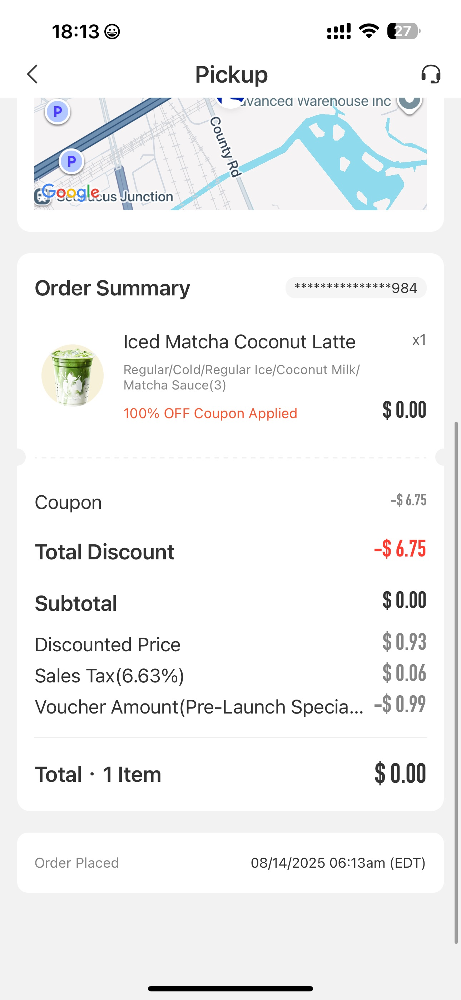 18:13
27
Pickup
P
vanced Warehouse Inc
County Rd
P
Google
cus Junction
Order Summary
***************984
Iced Matcha Coconut Latte
x1
Regular/Cold/Regular Ice/Coconut Milk/
Matcha Sauce(3)
100% OFF Coupon Applied
$ 0.00
Coupon
-$ 6.75
Total Discount
-$ 6.75
Subtotal
$ 0.00
Discounted Price
$ 0.93
Sales Tax(6.63%)
$ 0.06
Voucher Amount(Pre-Launch Specia...
-$ 0.99
Total · 1 Item
$ 0.00
Order Placed
08/14/2025 06:13am (EDT)